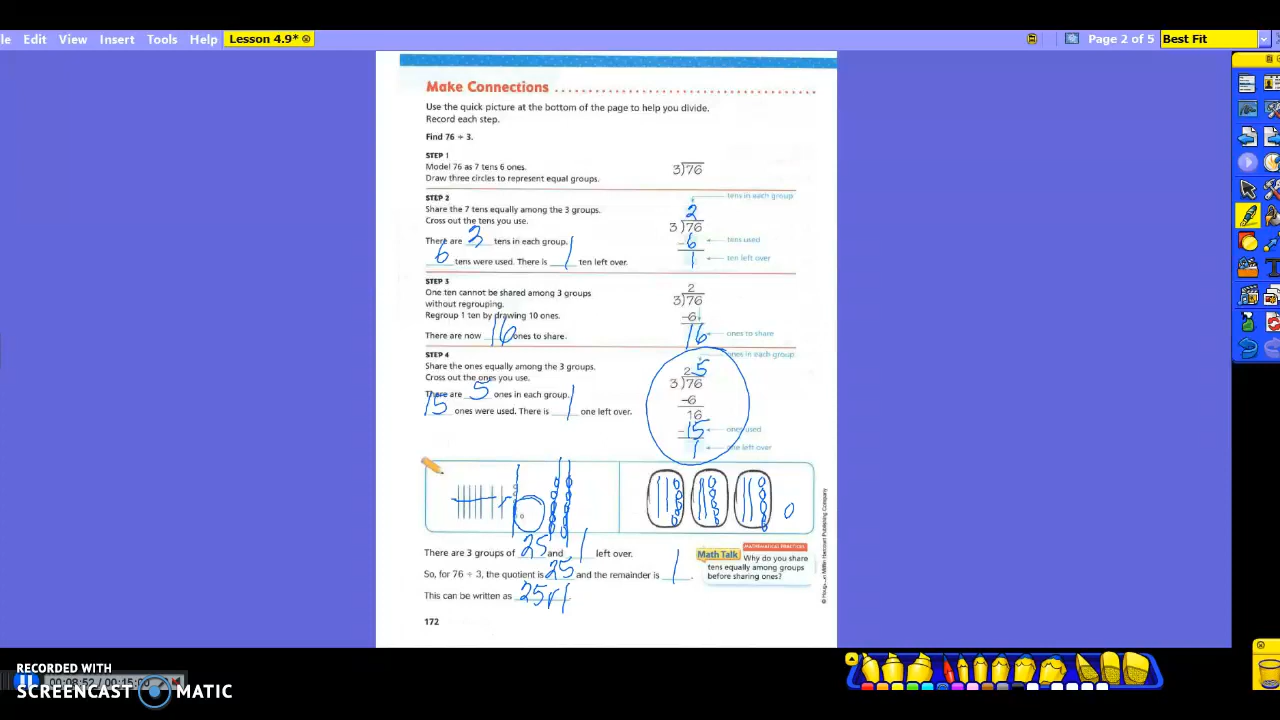 le Edit View Insert Tools Help Lesson 4.9* Page 2 of 5 Best Fit
Make Connections
Use the quick picture at the bottom of the page to help you divide.
Record each step.
Find 76 ÷ 3.
STEP 1
Model 76 as 7 tens 6 ones.
Draw three circles to represent equal groups.
3)76
STEP 2
Share the 7 tens equally among the 3 groups.
Cross out the tens you use.
There are 3 tens in each group.
6 tens were used. There is 1 ten left over.
tens in each group
2
3)76
-6 tens used
1 ten left over
STEP 3
One ten cannot be shared among 3 groups
without regrouping.
Regroup 1 ten by drawing 10 ones.
There are now 16 ones to share.
2
3)76
-6
16 ones to share
STEP 4
Share the ones equally among the 3 groups.
Cross out the ones you use.
There are 5 ones in each group.
15 ones were used. There is 1 one left over.
ones in each group
25
3)76
-6
16
-15 ones used
1 one left over
There are 3 groups of 25 and 1 left over.
So, for 76 ÷ 3, the quotient is 25 and the remainder is 1.
This can be written as 25r1
Math Talk
MATHEMATICAL PRACTICES
Why do you share
tens equally among groups
before sharing ones?
172
RECORDED WITH
SCREENCAST MATIC